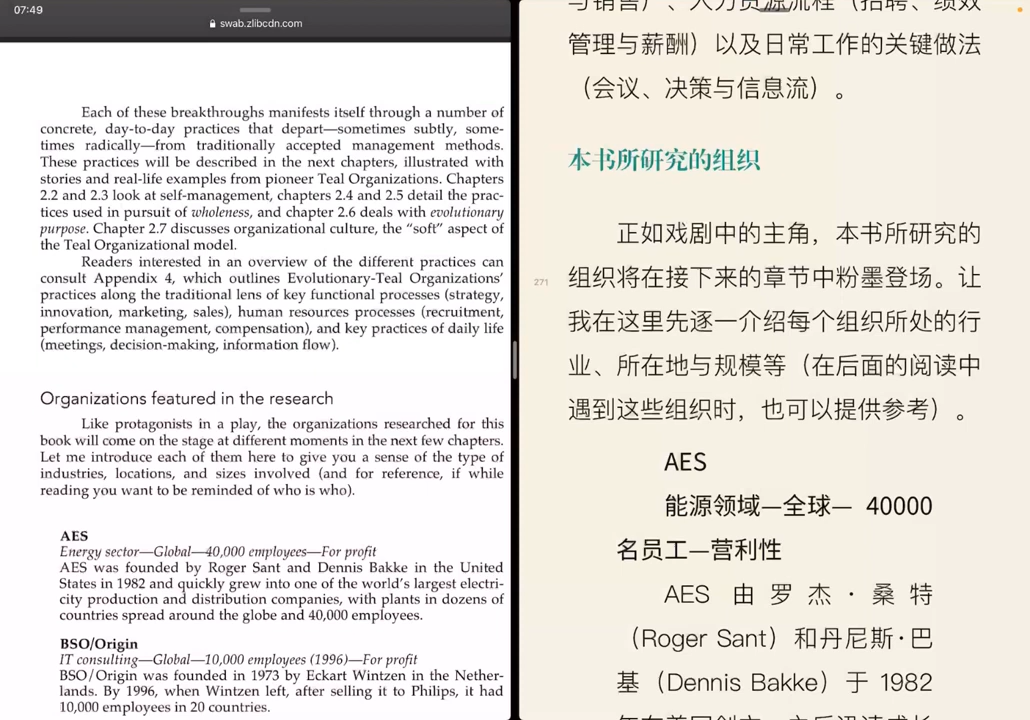 07:49
swab.zlibcdn.com
Each of these breakthroughs manifests itself through a number of
concrete, day-to-day practices that depart—sometimes subtly, some-
times radically—from traditionally accepted management methods.
These practices will be described in the next chapters, illustrated with
stories and real-life examples from pioneer Teal Organizations. Chapters
2.2 and 2.3 look at self-management, chapters 2.4 and 2.5 detail the prac-
tices used in pursuit of wholeness, and chapter 2.6 deals with evolutionary
purpose. Chapter 2.7 discusses organizational culture, the “soft” aspect of
the Teal Organizational model.
Readers interested in an overview of the different practices can
consult Appendix 4, which outlines Evolutionary-Teal Organizations’
practices along the traditional lens of key functional processes (strategy,
innovation, marketing, sales), human resources processes (recruitment,
performance management, compensation), and key practices of daily life
(meetings, decision-making, information flow).
Organizations featured in the research
Like protagonists in a play, the organizations researched for this
book will come on the stage at different moments in the next few chapters.
Let me introduce each of them here to give you a sense of the type of
industries, locations, and sizes involved (and for reference, if while
reading you want to be reminded of who is who).
AES
Energy sector—Global—40,000 employees—For profit
AES was founded by Roger Sant and Dennis Bakke in the United
States in 1982 and quickly grew into one of the world’s largest electri-
city production and distribution companies, with plants in dozens of
countries spread around the globe and 40,000 employees.
BSO/Origin
IT consulting—Global—10,000 employees (1996)—For profit
BSO/Origin was founded in 1973 by Eckart Wintzen in the Nether-
lands. By 1996, when Wintzen left, after selling it to Philips, it had
10,000 employees in 20 countries.
与销售）、人力资源流程（招聘、绩效
管理与薪酬）以及日常工作的关键做法
（会议、决策与信息流）。
本书所研究的组织
正如戏剧中的主角，本书所研究的
271
组织将在接下来的章节中粉墨登场。让
我在这里先逐一介绍每个组织所处的行
业、所在地与规模等（在后面的阅读中
遇到这些组织时，也可以提供参考）。
AES
能源领域—全球— 40000
名员工—营利性
AES 由罗杰·桑特
（Roger Sant）和丹尼斯·巴
基（Dennis Bakke）于 1982